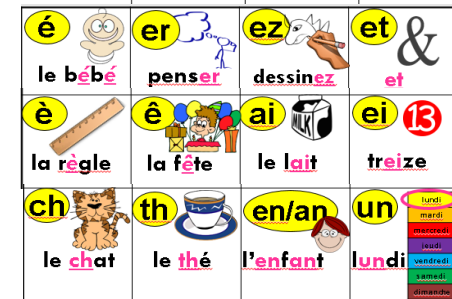 é er ez et &
le bébé penser dessinez et
è ê ai MILK ei 13
la règle la fête le lait treize
ch th en/an un
lundi
mardi
mercredi
jeudi
vendredi
samedi
dimanche
le chat le thé l'enfant lundi